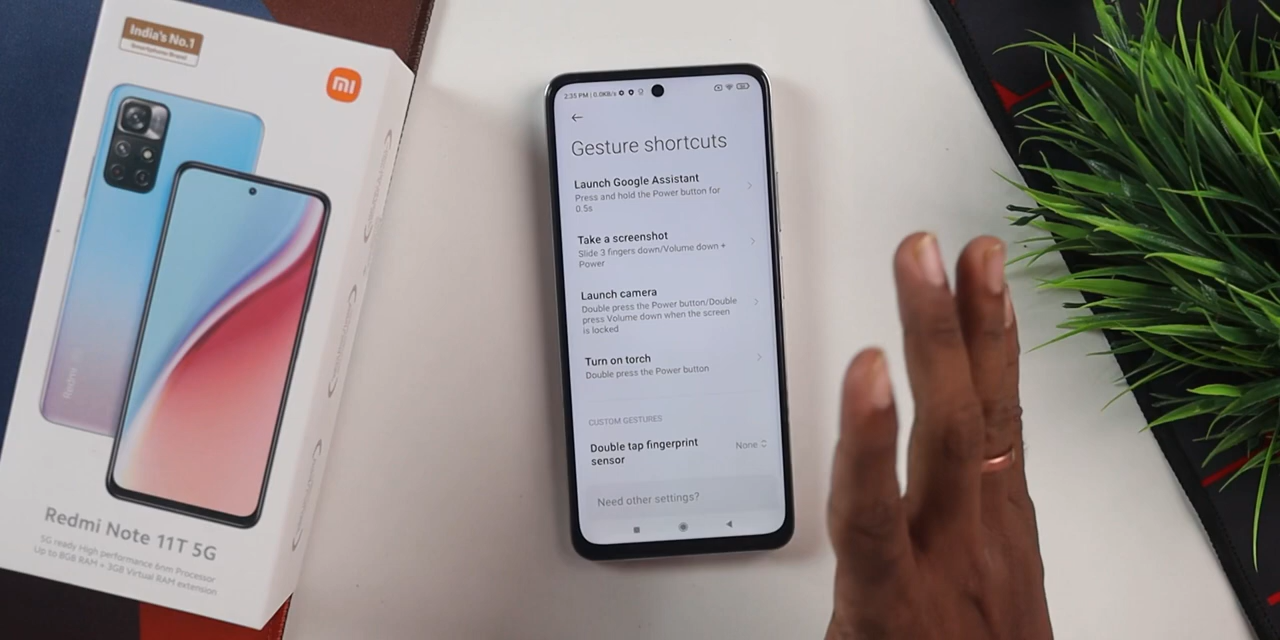 India's No.1
Smartphone Brand
mi
Redmi
Redmi Note 11T 5G
5G ready High performance 6nm Processor
Up to 8GB RAM + 3GB Virtual RAM extension
2:35 PM | 0.0KB/s
Gesture shortcuts
Launch Google Assistant
Press and hold the Power button for
0.5s
Take a screenshot
Slide 3 fingers down/Volume down +
Power
Launch camera
Double press the Power button/Double
press Volume down when the screen
is locked
Turn on torch
Double press the Power button
CUSTOM GESTURES
Double tap fingerprint
sensor
None
Need other settings?